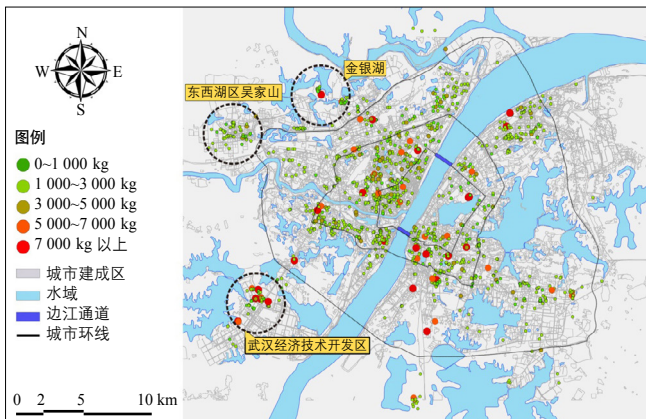 N
W E
S
图例
0~1 000 kg
1 000~3 000 kg
3 000~5 000 kg
5 000~7 000 kg
7 000 kg 以上
城市建成区
水域
边江通道
城市环线
0 2 5 10 km
金银湖
东西湖区吴家山
武汉经济技术开发区